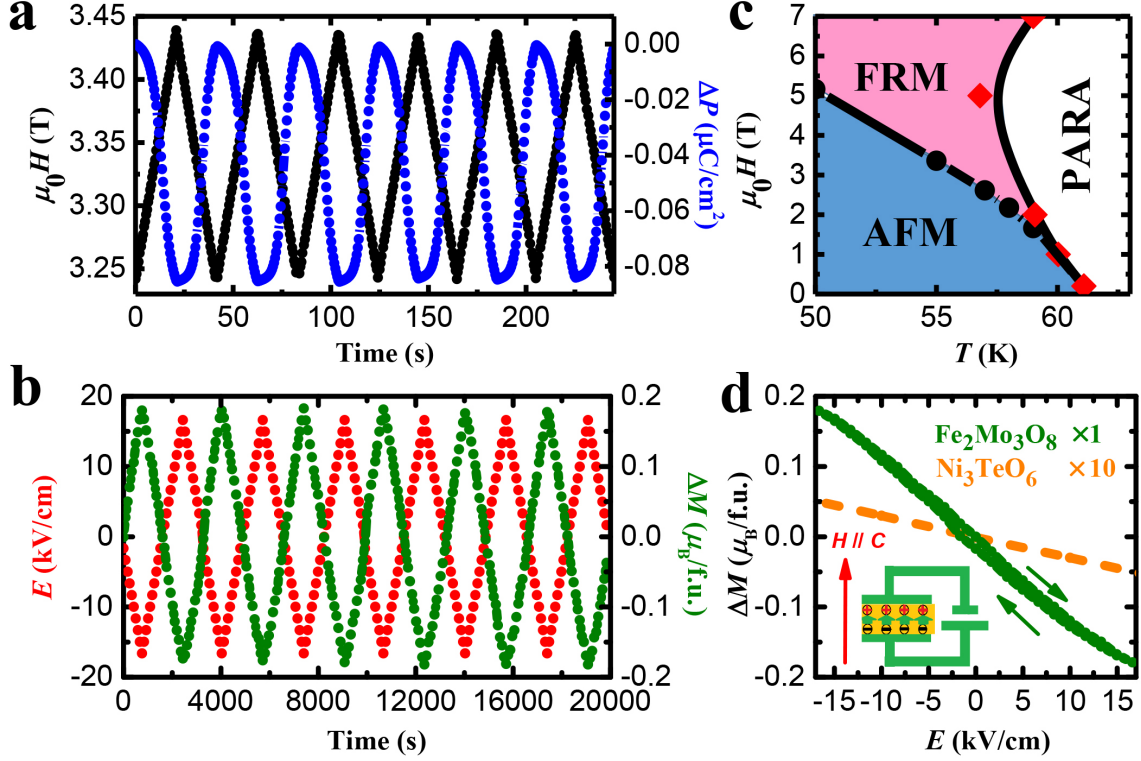 a
3.45
3.40
3.35
3.30
3.25
μ0H (T)
0.00
-0.02
-0.04
-0.06
-0.08
ΔP (μC/cm2)
0 50 100 150 200
Time (s)
c
7
6
5
4
3
2
1
0
μ0H (T)
FRM
AFM
PARA
50 55 60
T (K)
b
20
10
0
-10
-20
E (kV/cm)
0.2
0.1
0.0
-0.1
-0.2
ΔM (μB/f.u.)
0 4000 8000 12000 16000 20000
Time (s)
d
0.2
0.1
0.0
-0.1
-0.2
ΔM (μB/f.u.)
Fe2Mo3O8 ×1
Ni3TeO6 ×10
H // C
-15 -10 -5 0 5 10 15
E (kV/cm)